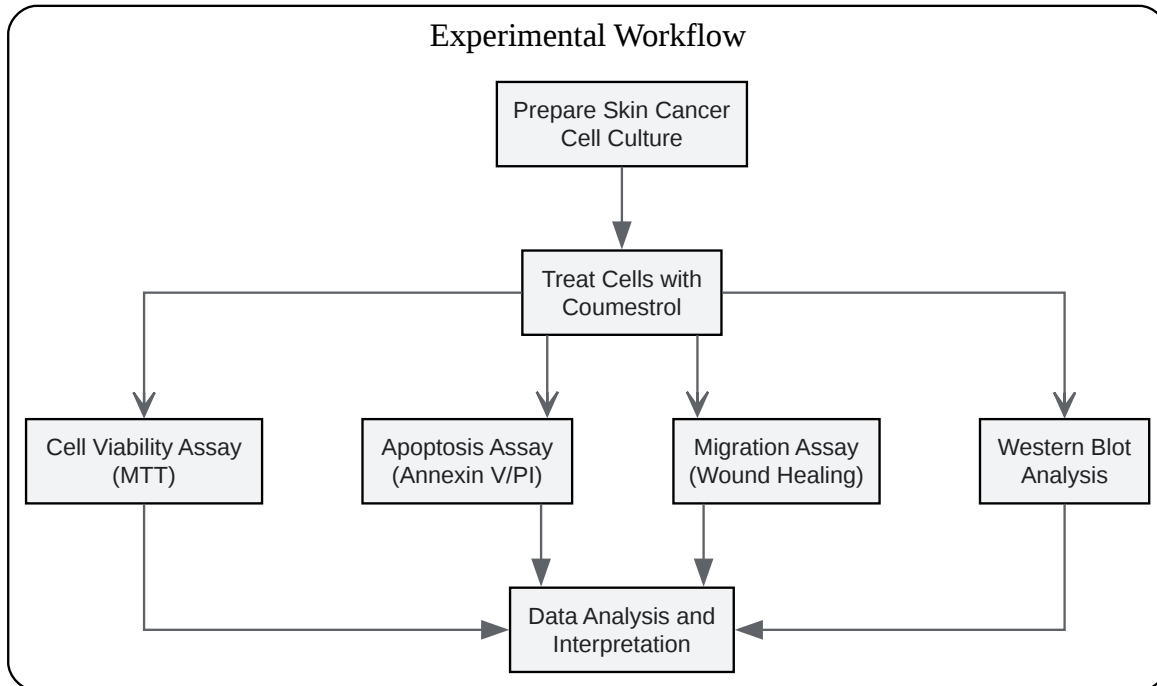 Experimental Workflow
Prepare Skin Cancer
Cell Culture
Treat Cells with
Coumestrol
Cell Viability Assay
(MTT)
Apoptosis Assay
(Annexin V/PI)
Migration Assay
(Wound Healing)
Western Blot
Analysis
Data Analysis and
Interpretation